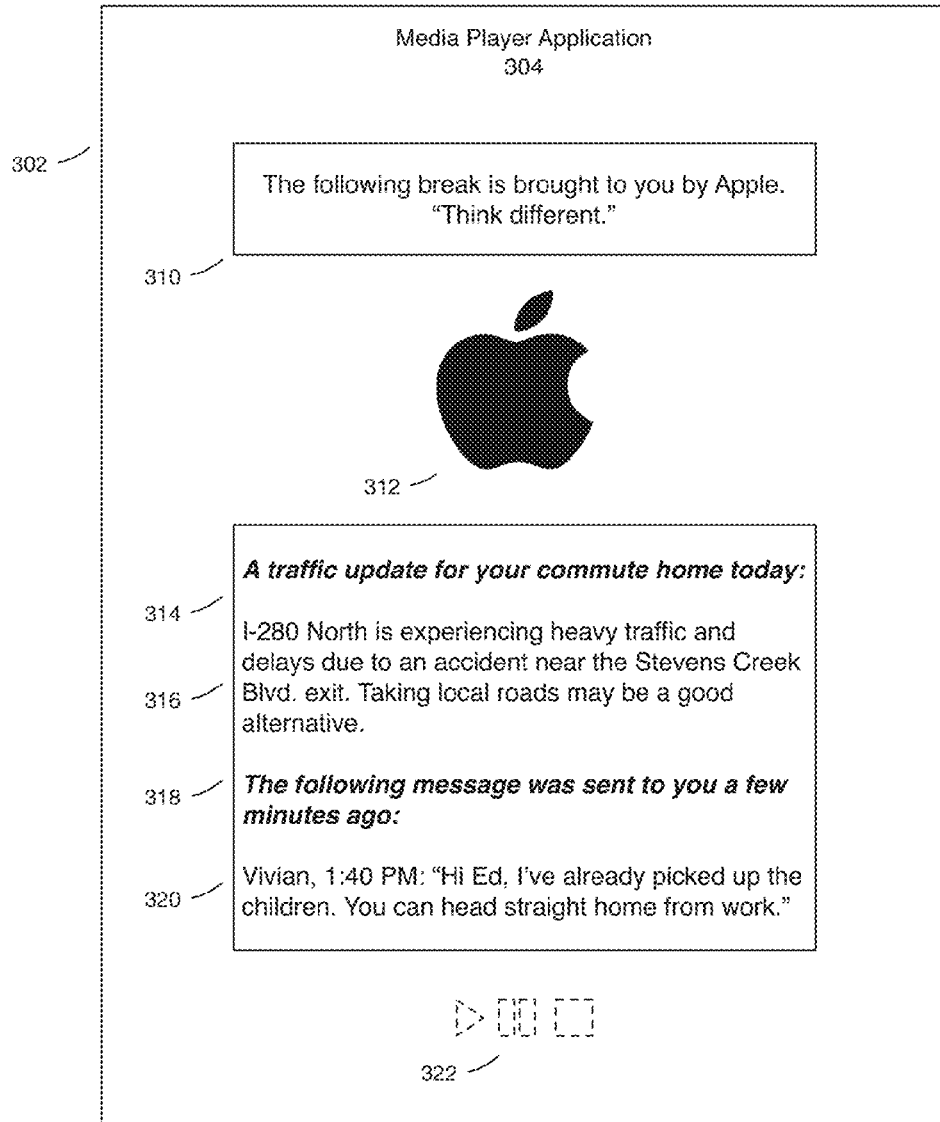 Media Player Application
304
302
The following break is brought to you by Apple.
“Think different.”
310
312
A traffic update for your commute home today:
314
I-280 North is experiencing heavy traffic and
delays due to an accident near the Stevens Creek
316
Blvd. exit. Taking local roads may be a good
alternative.
318
The following message was sent to you a few
minutes ago:
320
Vivian, 1:40 PM: “Hi Ed, I’ve already picked up the
children. You can head straight home from work.”
322